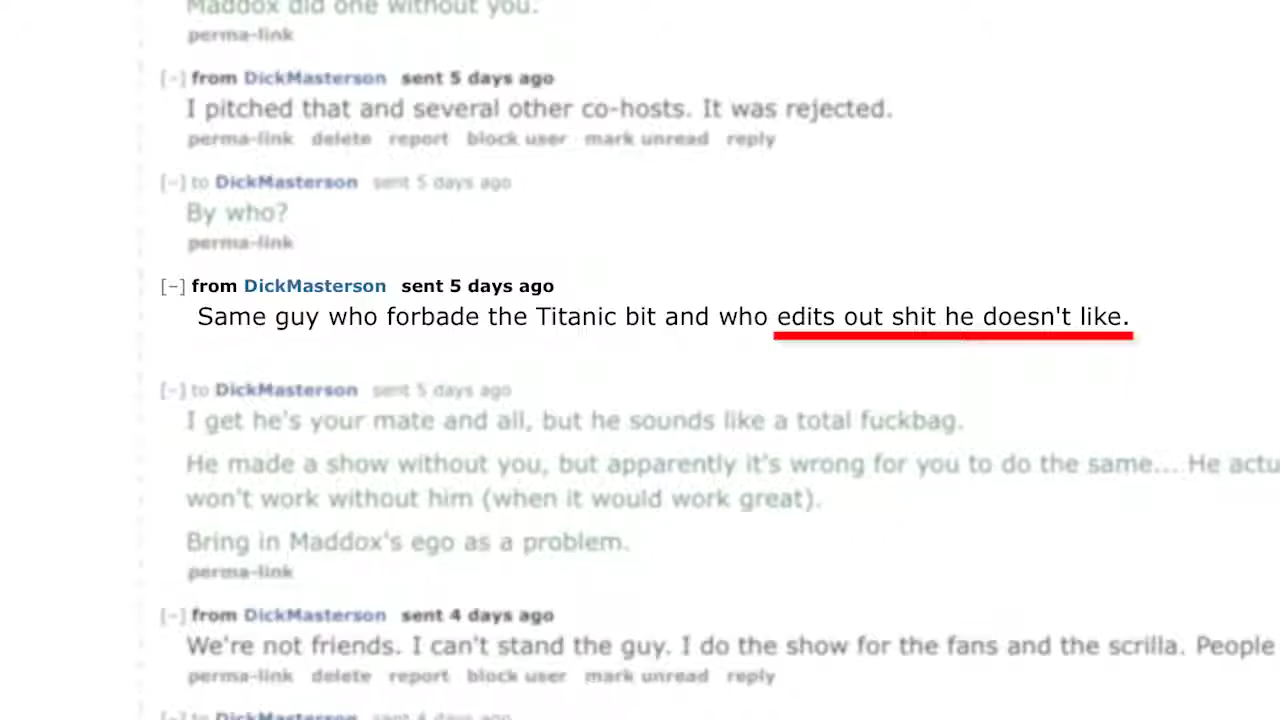 Maddox did one without you.
perma-link
[-] from DickMasterson sent 5 days ago
I pitched that and several other co-hosts. It was rejected.
perma-link delete report block user mark unread reply
[-] to DickMasterson sent 5 days ago
By who?
perma-link
[-] from DickMasterson sent 5 days ago
Same guy who forbade the Titanic bit and who edits out shit he doesn't like.
[-] to DickMasterson sent 5 days ago
I get he's your mate and all, but he sounds like a total fuckbag.
He made a show without you, but apparently it's wrong for you to do the same... He actu
won't work without him (when it would work great).
Bring in Maddox's ego as a problem.
perma-link
[-] from DickMasterson sent 4 days ago
We're not friends. I can't stand the guy. I do the show for the fans and the scrilla. People
perma-link delete report block user mark unread reply
[-] to DickMasterson sent 4 days ago